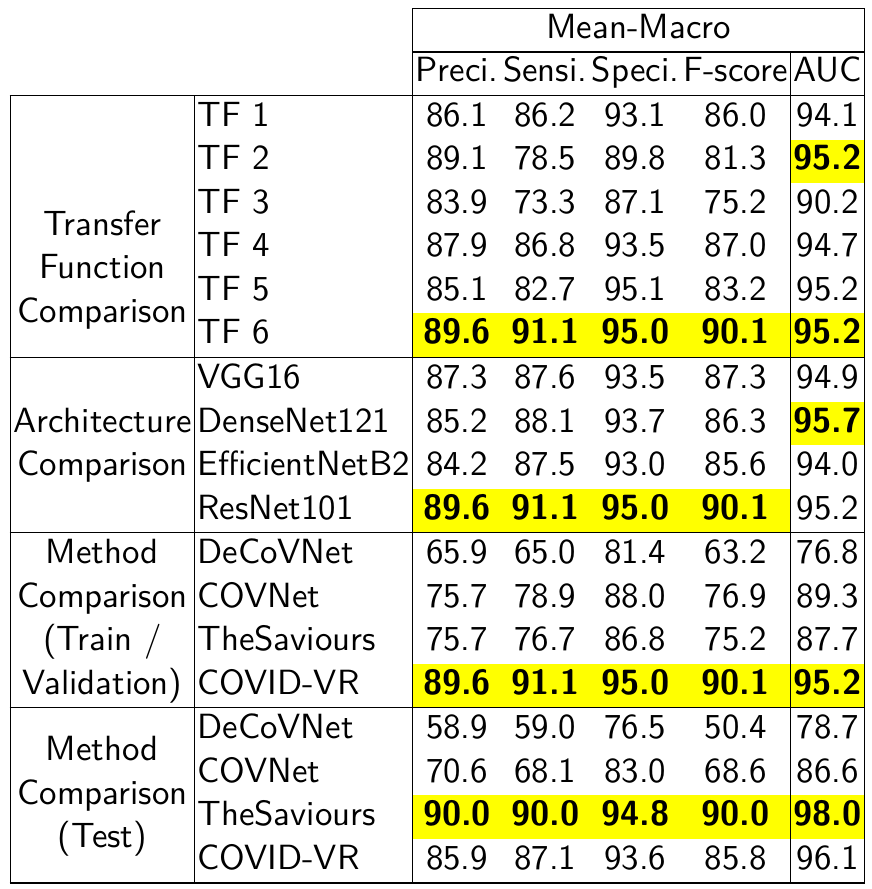 Mean-Macro
Preci. Sensi. Speci. F-score AUC
Transfer Function Comparison
TF 1 86.1 86.2 93.1 86.0 94.1
TF 2 89.1 78.5 89.8 81.3 95.2
TF 3 83.9 73.3 87.1 75.2 90.2
TF 4 87.9 86.8 93.5 87.0 94.7
TF 5 85.1 82.7 95.1 83.2 95.2
TF 6 89.6 91.1 95.0 90.1 95.2
Architecture Comparison
VGG16 87.3 87.6 93.5 87.3 94.9
DenseNet121 85.2 88.1 93.7 86.3 95.7
EfficientNetB2 84.2 87.5 93.0 85.6 94.0
ResNet101 89.6 91.1 95.0 90.1 95.2
Method Comparison (Train / Validation)
DeCoVNet 65.9 65.0 81.4 63.2 76.8
COVNet 75.7 78.9 88.0 76.9 89.3
TheSaviours 75.7 76.7 86.8 75.2 87.7
COVID-VR 89.6 91.1 95.0 90.1 95.2
Method Comparison (Test)
DeCoVNet 58.9 59.0 76.5 50.4 78.7
COVNet 70.6 68.1 83.0 68.6 86.6
TheSaviours 90.0 90.0 94.8 90.0 98.0
COVID-VR 85.9 87.1 93.6 85.8 96.1